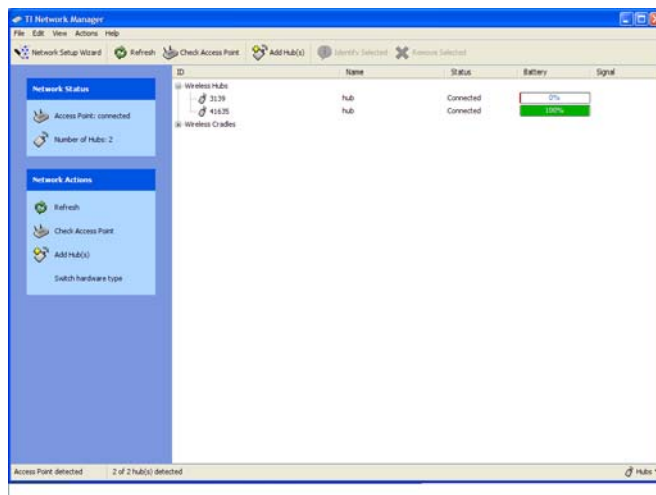 TI Network Manager
File Edit View Actions Help
Network Setup Wizard Refresh Check Access Point Add Hub(s) Identify Selected Remove Selected
ID Name Status Battery Signal
Network Status
Access Point: connected
Number of Hubs: 2
Network Actions
Refresh
Check Access Point
Add Hub(s)
Switch hardware type
Wireless Hubs
3139 hub Connected 0%
41635 hub Connected 100%
Wireless Cradles
Access Point detected 2 of 2 hub(s) detected Hubs